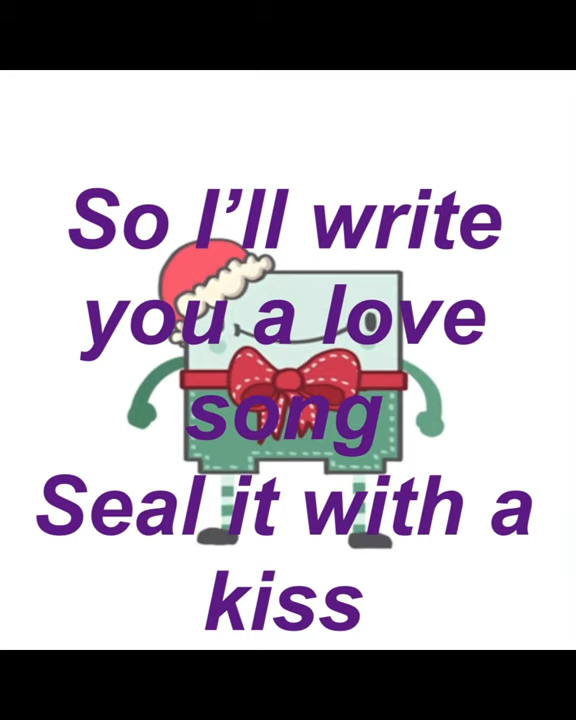 So I’ll write
you a love
song
Seal it with a
kiss